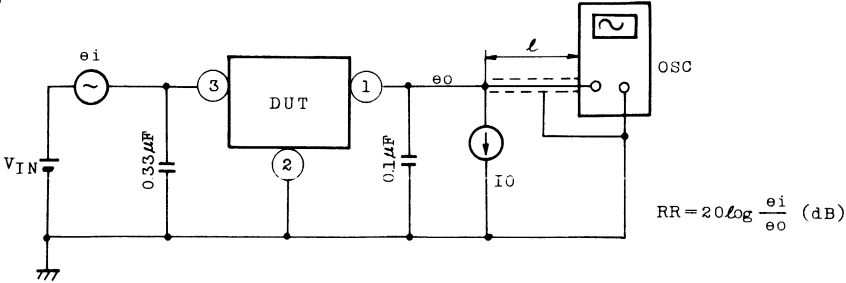 ei
ℓ
OSC
3
DUT
1
eo
2
VIN
0.33μF
0.1μF
IO
RR=20log ei/eo (dB)